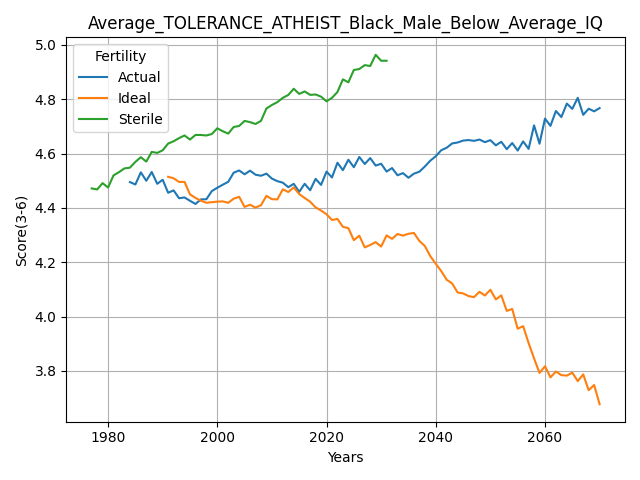 Average_TOLERANCE_ATHEIST_Black_Male_Below_Average_IQ
Fertility
Actual
Ideal
Sterile
Score(3-6)
5.0
4.8
4.6
4.4
4.2
4.0
3.8
1980 2000 2020 2040 2060
Years